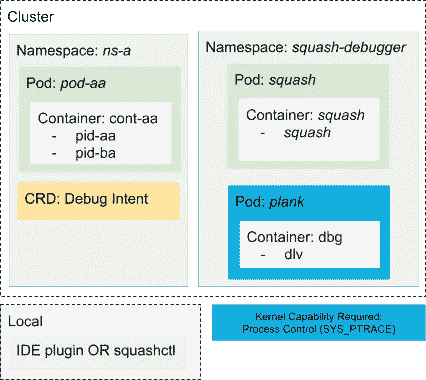 Cluster
Namespace: ns-a
Pod: pod-aa
Container: cont-aa
- pid-aa
- pid-ba
CRD: Debug Intent
Namespace: squash-debugger
Pod: squash
Container: squash
- squash
Pod: plank
Container: dbg
- dlv
Local
IDE plugin OR squashctl
Kernel Capability Required:
Process Control (SYS_PTRACE)